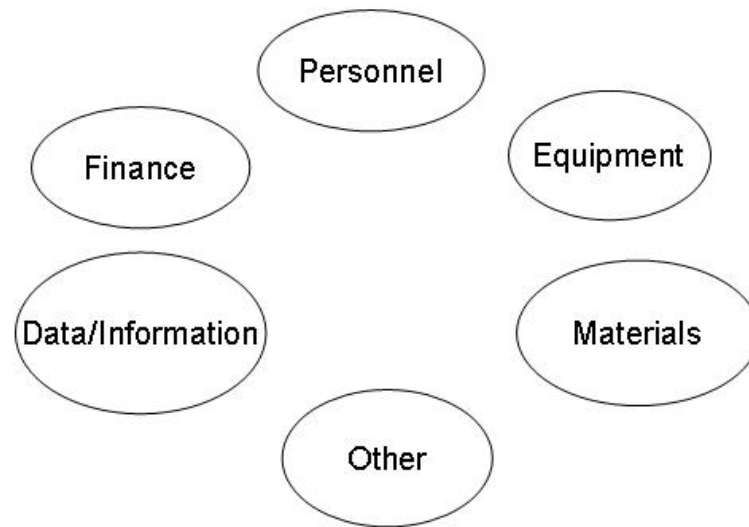 Personnel
Finance
Equipment
Data/Information
Materials
Other